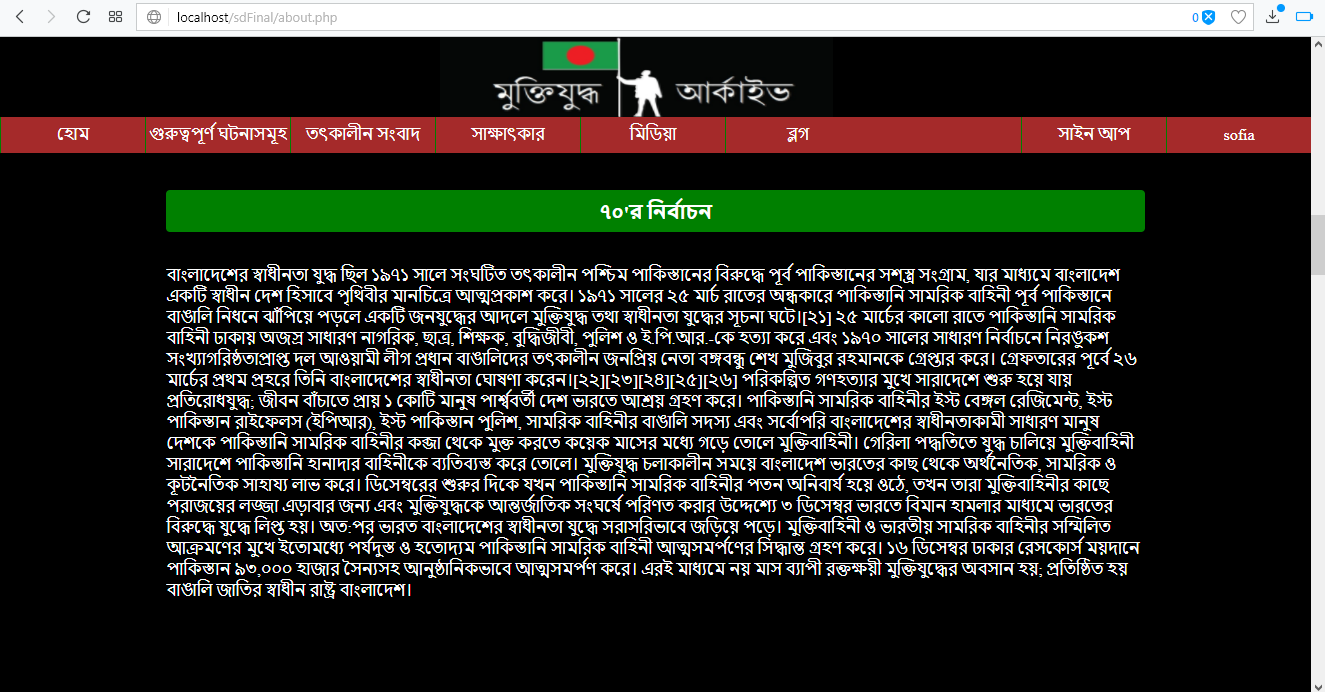 localhost/sdFinal/about.php
0
মুক্তিযুদ্ধ আর্কাইভ
হোম গুরুত্বপূর্ণ ঘটনাসমূহ তৎকালীন সংবাদ সাক্ষাৎকার মিডিয়া ব্লগ সাইন আপ sofia
৭০'র নির্বাচন
বাংলাদেশের স্বাধীনতা যুদ্ধ ছিল ১৯৭১ সালে সংঘটিত তৎকালীন পশ্চিম পাকিস্তানের বিরুদ্ধে পূর্ব পাকিস্তানের সশস্ত্র সংগ্রাম, যার মাধ্যমে বাংলাদেশ
একটি স্বাধীন দেশ হিসাবে পৃথিবীর মানচিত্রে আত্মপ্রকাশ করে। ১৯৭১ সালের ২৫ মার্চ রাতের অন্ধকারে পাকিস্তানি সামরিক বাহিনী পূর্ব পাকিস্তানে
বাঙালি নিধনে ঝাঁপিয়ে পড়লে একটি জনযুদ্ধের আদলে মুক্তিযুদ্ধ তথা স্বাধীনতা যুদ্ধের সূচনা ঘটে।[২১] ২৫ মার্চের কালো রাতে পাকিস্তানি সামরিক
বাহিনী ঢাকায় অজস্র সাধারণ নাগরিক, ছাত্র, শিক্ষক, বুদ্ধিজীবী, পুলিশ ও ই.পি.আর.-কে হত্যা করে এবং ১৯৭০ সালের সাধারণ নির্বাচনে নিরঙ্কুশ
সংখ্যাগরিষ্ঠতাপ্রাপ্ত দল আওয়ামী লীগ প্রধান বাঙালিদের তৎকালীন জনপ্রিয় নেতা বঙ্গবন্ধু শেখ মুজিবুর রহমানকে গ্রেপ্তার করে। গ্রেফতারের পূর্বে ২৬
মার্চের প্রথম প্রহরে তিনি বাংলাদেশের স্বাধীনতা ঘোষণা করেন।[২২][২৩][২৪][২৫][২৬] পরিকল্পিত গণহত্যার মুখে সারাদেশে শুরু হয়ে যায়
প্রতিরোধযুদ্ধ; জীবন বাঁচাতে প্রায় ১ কোটি মানুষ পার্শ্ববর্তী দেশ ভারতে আশ্রয় গ্রহণ করে। পাকিস্তানি সামরিক বাহিনীর ইস্ট বেঙ্গল রেজিমেন্ট, ইস্ট
পাকিস্তান রাইফেলস (ইপিআর), ইস্ট পাকিস্তান পুলিশ, সামরিক বাহিনীর বাঙালি সদস্য এবং সর্বোপরি বাংলাদেশের স্বাধীনতাকামী সাধারণ মানুষ
দেশকে পাকিস্তানি সামরিক বাহিনীর কব্জা থেকে মুক্ত করতে কয়েক মাসের মধ্যে গড়ে তোলে মুক্তিবাহিনী। গেরিলা পদ্ধতিতে যুদ্ধ চালিয়ে মুক্তিবাহিনী
সারাদেশে পাকিস্তানি হানাদার বাহিনীকে ব্যতিব্যস্ত করে তোলে। মুক্তিযুদ্ধ চলাকালীন সময়ে বাংলাদেশ ভারতের কাছ থেকে অর্থনৈতিক, সামরিক ও
কূটনৈতিক সাহায্য লাভ করে। ডিসেম্বরের শুরুর দিকে যখন পাকিস্তানি সামরিক বাহিনীর পতন অনিবার্য হয়ে ওঠে, তখন তারা মুক্তিবাহিনীর কাছে
পরাজয়ের লজ্জা এড়াবার জন্য এবং মুক্তিযুদ্ধকে আন্তর্জাতিক সংঘর্ষে পরিণত করার উদ্দেশ্যে ৩ ডিসেম্বর ভারতে বিমান হামলার মাধ্যমে ভারতের
বিরুদ্ধে যুদ্ধে লিপ্ত হয়। অত:পর ভারত বাংলাদেশের স্বাধীনতা যুদ্ধে সরাসরিভাবে জড়িয়ে পড়ে। মুক্তিবাহিনী ও ভারতীয় সামরিক বাহিনীর সম্মিলিত
আক্রমণের মুখে ইতোমধ্যে পর্যদুস্ত ও হতোদ্যম পাকিস্তানি সামরিক বাহিনী আত্মসমর্পণের সিদ্ধান্ত গ্রহণ করে। ১৬ ডিসেম্বর ঢাকার রেসকোর্স ময়দানে
পাকিস্তান ৯৩,০০০ হাজার সৈন্যসহ আনুষ্ঠানিকভাবে আত্মসমর্পণ করে। এরই মাধ্যমে নয় মাস ব্যাপী রক্তক্ষয়ী মুক্তিযুদ্ধের অবসান হয়; প্রতিষ্ঠিত হয়
বাঙালি জাতির স্বাধীন রাষ্ট্র বাংলাদেশ।